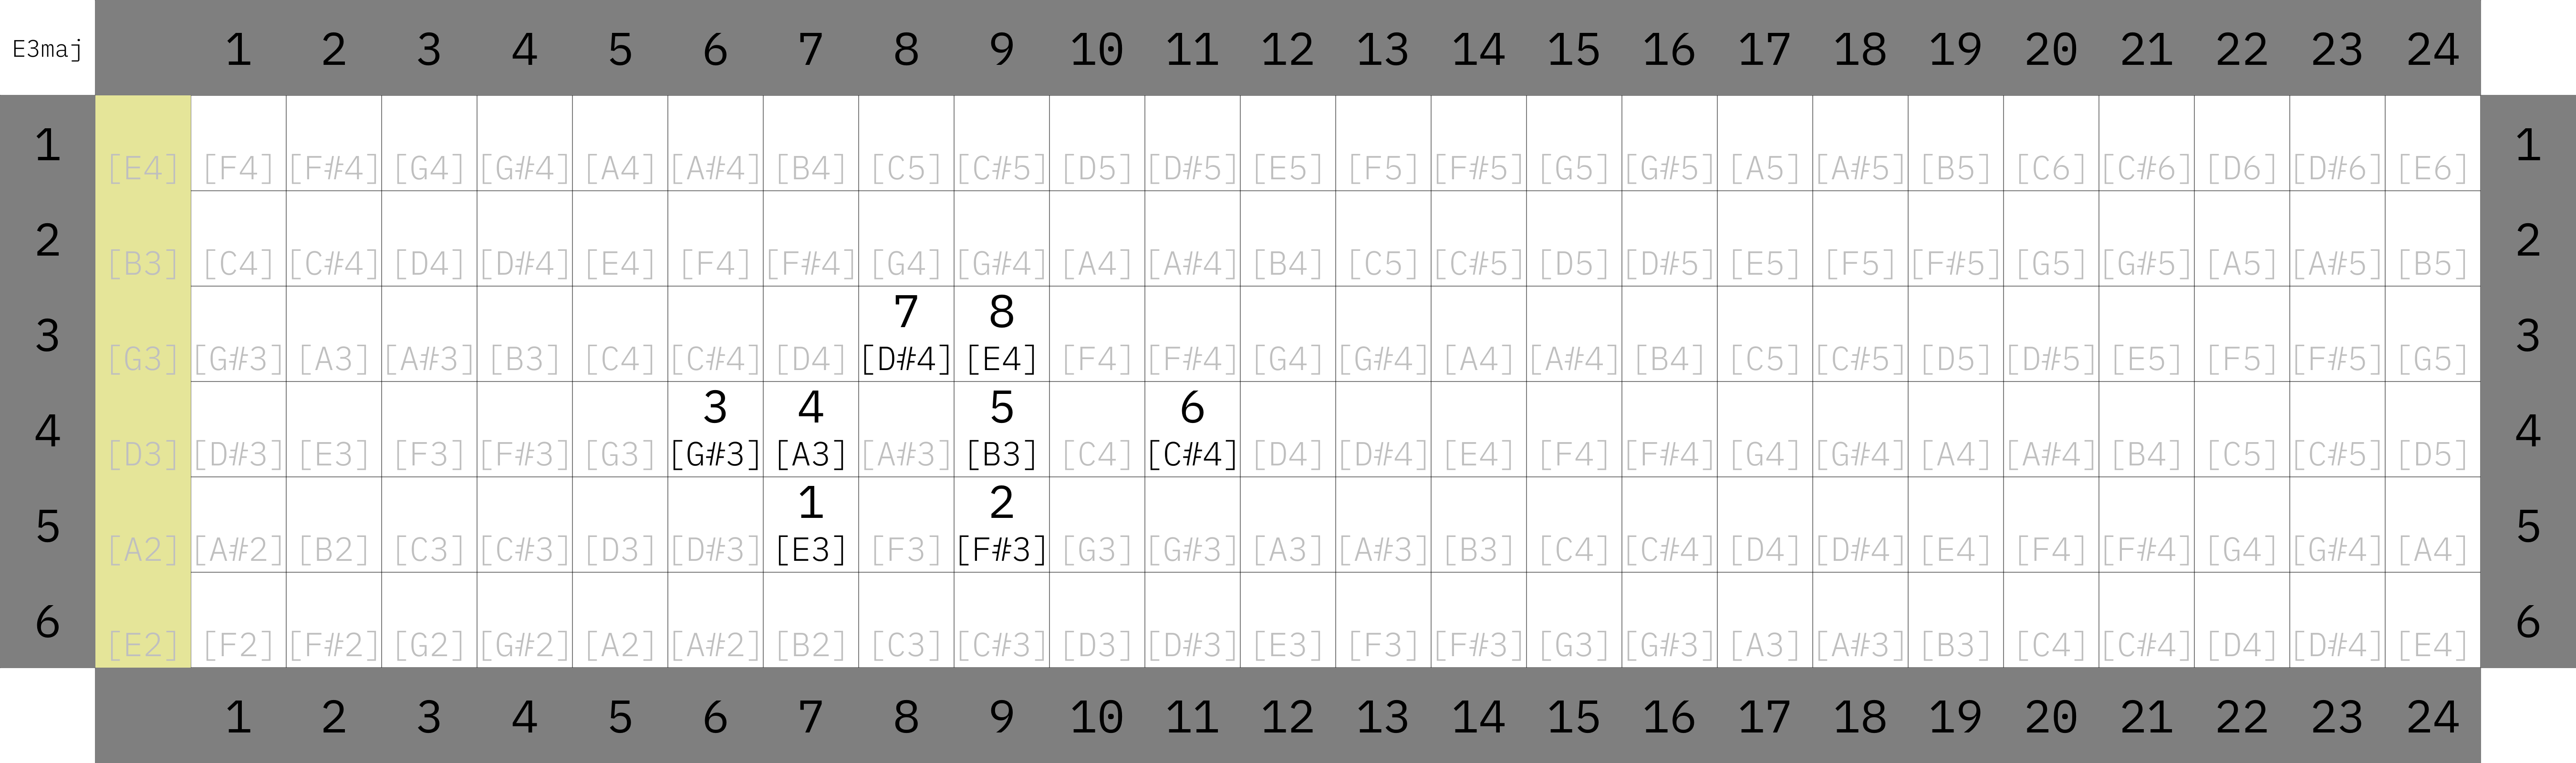 E3maj 1 2 3 4 5 6 7 8 9 10 11 12 13 14 15 16 17 18 19 20 21 22 23 24
1 [E4] [F4] [F#4] [G4] [G#4] [A4] [A#4] [B4] [C5] [C#5] [D5] [D#5] [E5] [F5] [F#5] [G5] [G#5] [A5] [A#5] [B5] [C6] [C#6] [D6] [D#6] [E6] 1
2 [B3] [C4] [C#4] [D4] [D#4] [E4] [F4] [F#4] [G4] [G#4] [A4] [A#4] [B4] [C5] [C#5] [D5] [D#5] [E5] [F5] [F#5] [G5] [G#5] [A5] [A#5] [B5] 2
7 8
3 [G3] [G#3] [A3] [A#3] [B3] [C4] [C#4] [D4] [D#4] [E4] [F4] [F#4] [G4] [G#4] [A4] [A#4] [B4] [C5] [C#5] [D5] [D#5] [E5] [F5] [F#5] [G5] 3
3 4 5 6
4 [D3] [D#3] [E3] [F3] [F#3] [G3] [G#3] [A3] [A#3] [B3] [C4] [C#4] [D4] [D#4] [E4] [F4] [F#4] [G4] [G#4] [A4] [A#4] [B4] [C5] [C#5] [D5] 4
1 2
5 [A2] [A#2] [B2] [C3] [C#3] [D3] [D#3] [E3] [F3] [F#3] [G3] [G#3] [A3] [A#3] [B3] [C4] [C#4] [D4] [D#4] [E4] [F4] [F#4] [G4] [G#4] [A4] 5
6 [E2] [F2] [F#2] [G2] [G#2] [A2] [A#2] [B2] [C3] [C#3] [D3] [D#3] [E3] [F3] [F#3] [G3] [G#3] [A3] [A#3] [B3] [C4] [C#4] [D4] [D#4] [E4] 6
1 2 3 4 5 6 7 8 9 10 11 12 13 14 15 16 17 18 19 20 21 22 23 24